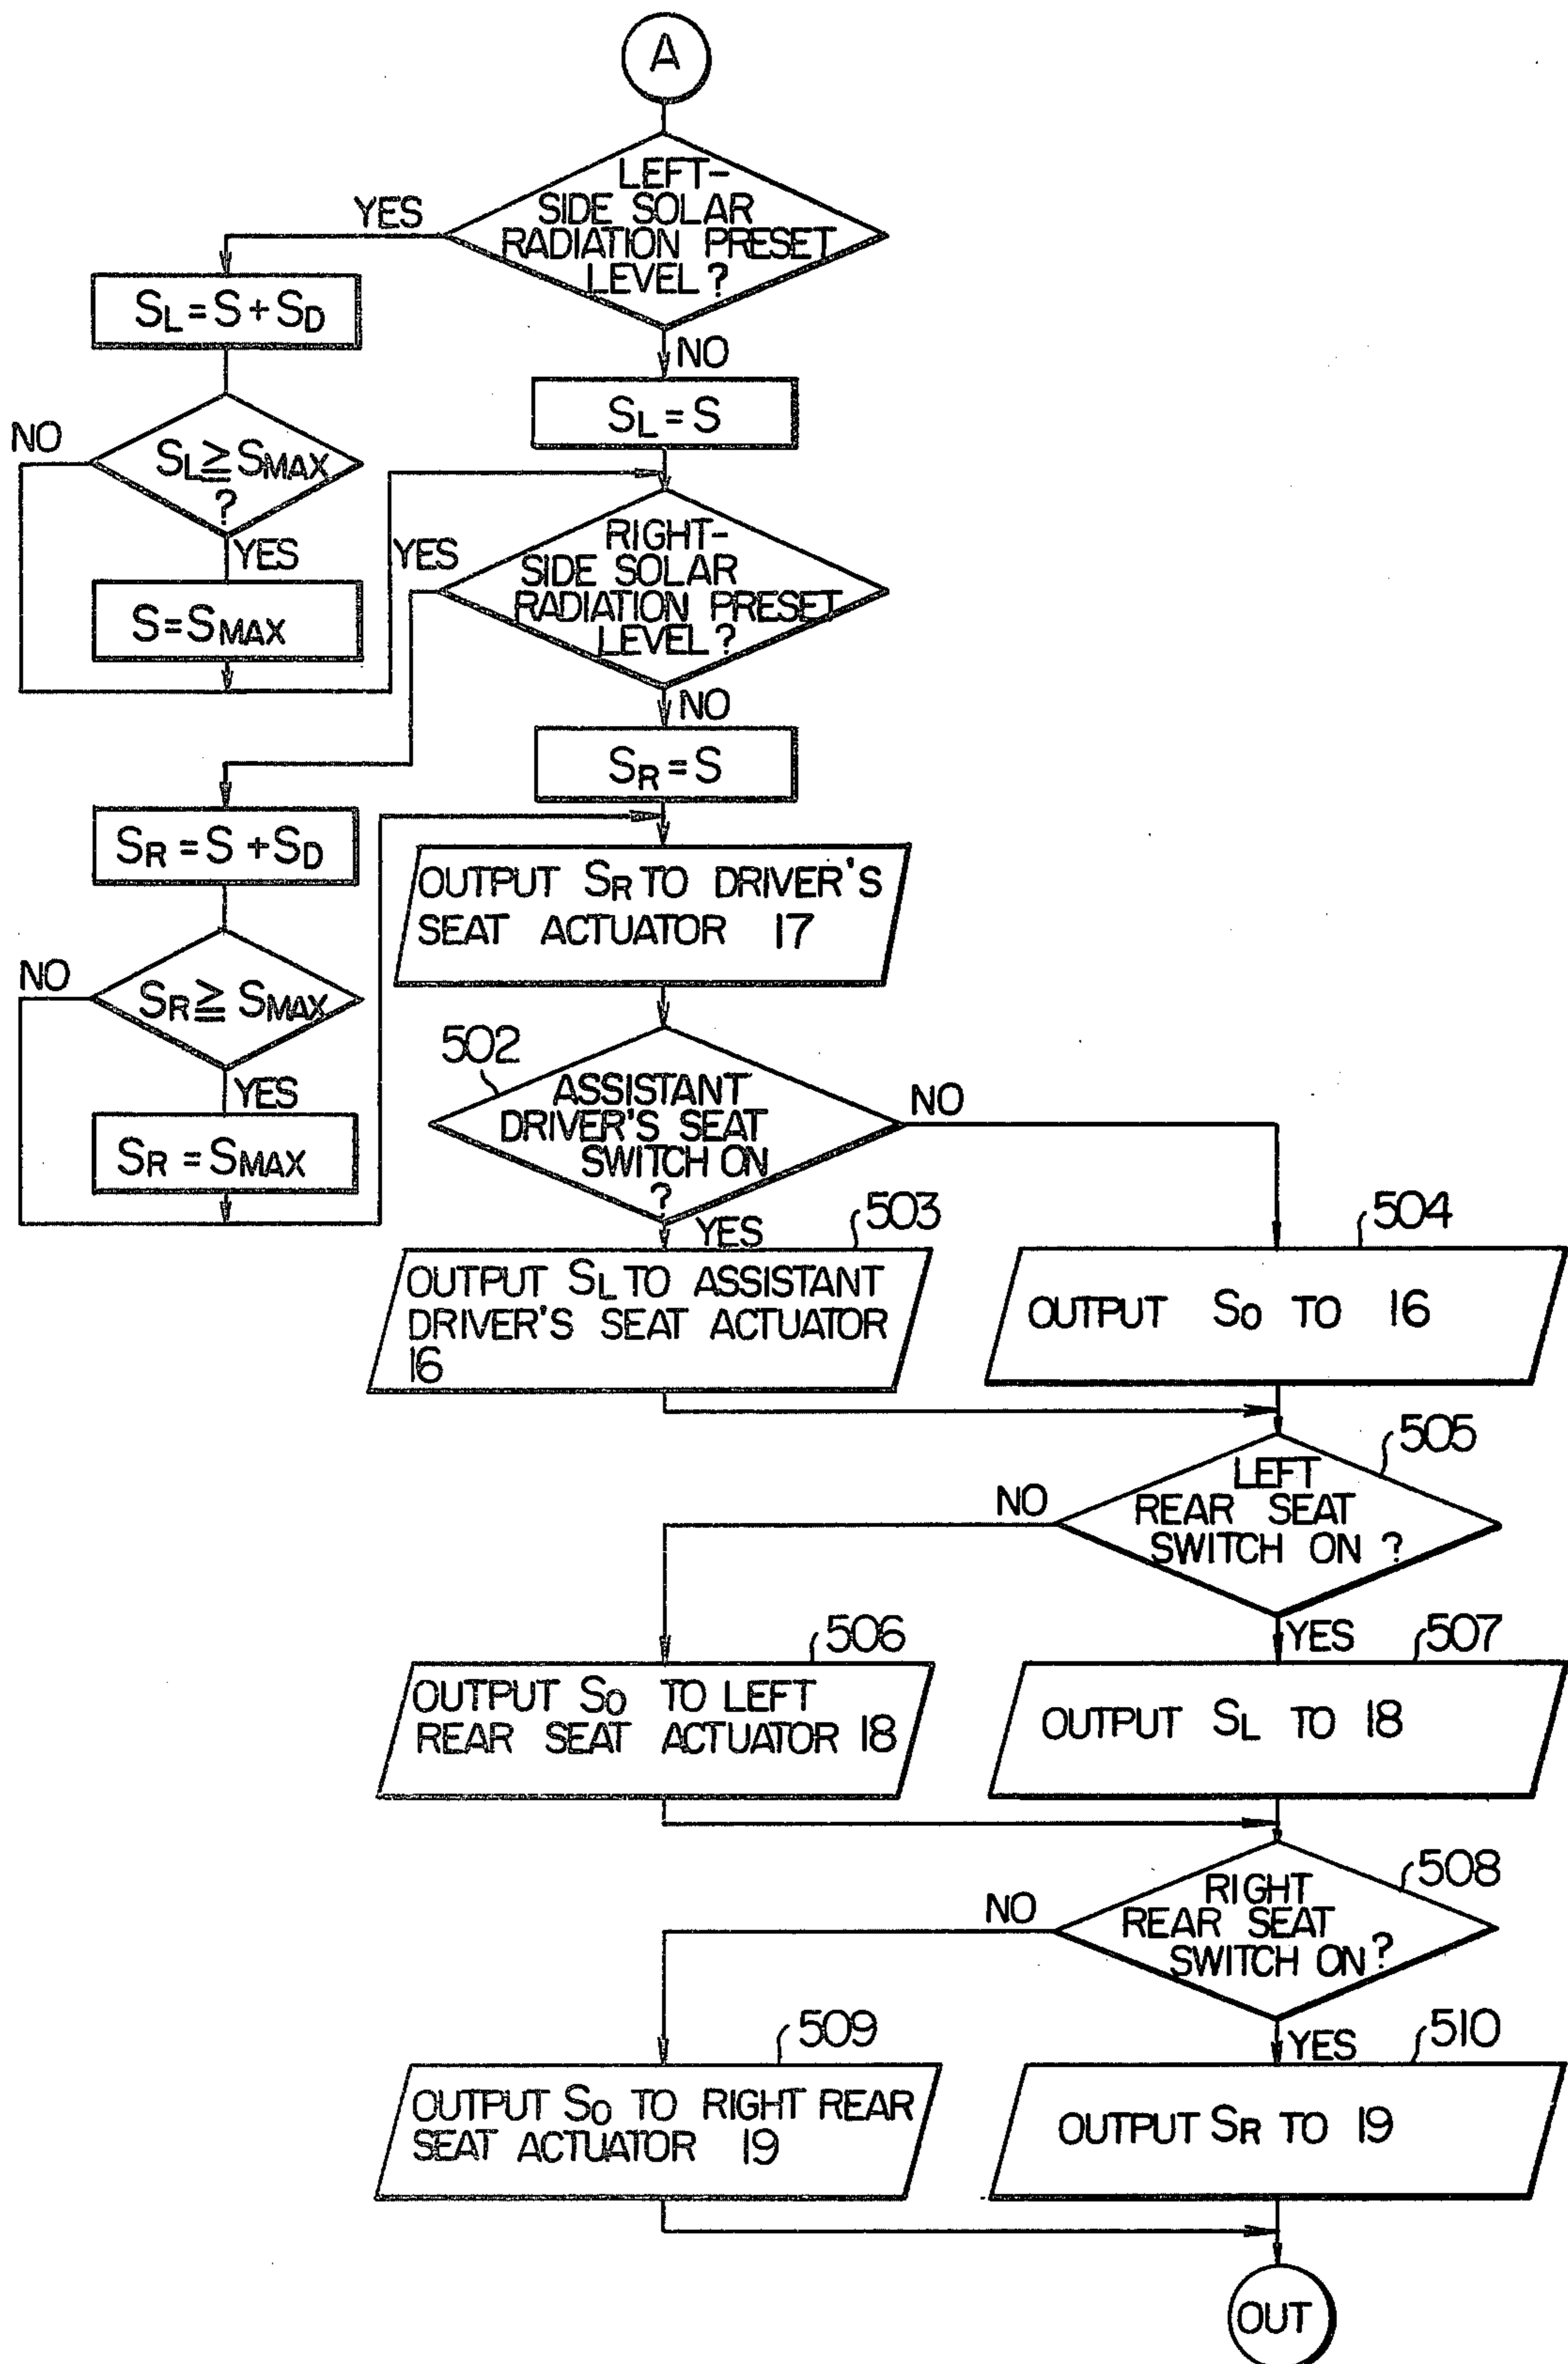 A
LEFT-
SIDE SOLAR
RADIATION PRESET
LEVEL?
YES
NO
SL = S + SD
SL = S
NO
SL ≧ SMAX
?
YES
S = SMAX
RIGHT-
SIDE SOLAR
RADIATION PRESET
LEVEL?
YES
NO
SR = S
SR = S + SD
NO
SR ≧ SMAX
YES
SR = SMAX
OUTPUT SR TO DRIVER'S
SEAT ACTUATOR 17
502
ASSISTANT
DRIVER'S SEAT
SWITCH ON
?
NO
YES
503
OUTPUT SL TO ASSISTANT
DRIVER'S SEAT ACTUATOR
16
504
OUTPUT SO TO 16
505
LEFT
REAR SEAT
SWITCH ON ?
NO
YES
506
OUTPUT SO TO LEFT
REAR SEAT ACTUATOR 18
507
OUTPUT SL TO 18
508
RIGHT
REAR SEAT
SWITCH ON?
NO
YES
509
OUTPUT SO TO RIGHT REAR
SEAT ACTUATOR 19
510
OUTPUT SR TO 19
OUT